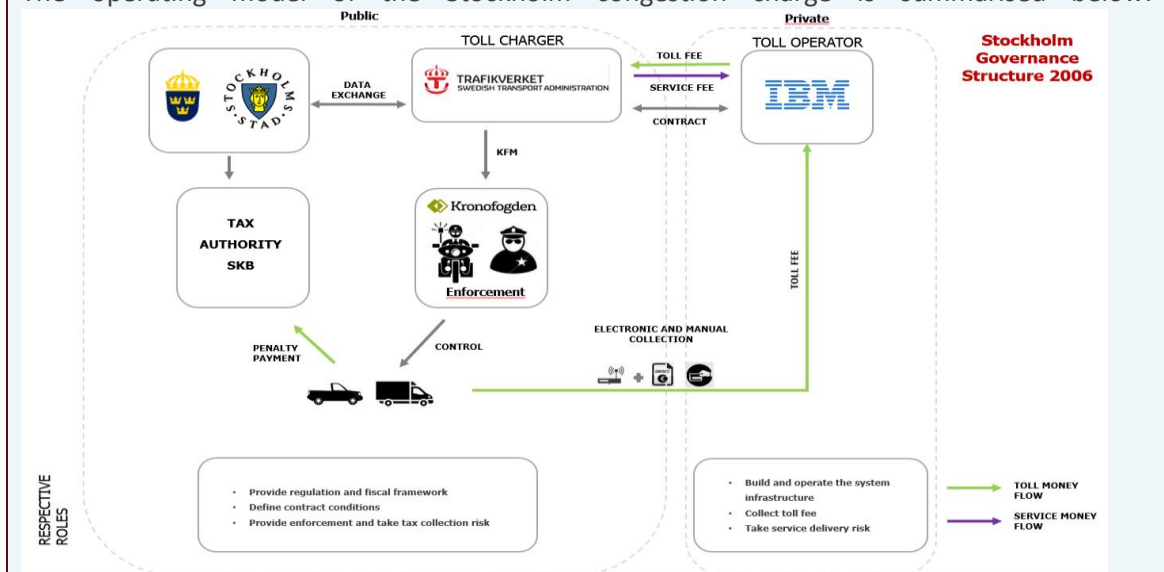 The operating model of the Stockholm congestion charge is summarised below.
Public
Private
Stockholm
Governance
Structure 2006
TOLL CHARGER
TOLL OPERATOR
STOCKHOLMS
STAD
DATA
EXCHANGE
TRAFIKVERKET
SWEDISH TRANSPORT ADMINISTRATION
TOLL FEE
SERVICE FEE
CONTRACT
IBM
KFM
TAX
AUTHORITY
SKB
Kronofogden
Enforcement
TOLL FEE
PENALTY
PAYMENT
CONTROL
ELECTRONIC AND MANUAL
COLLECTION
RESPECTIVE
ROLES
• Provide regulation and fiscal framework
• Define contract conditions
• Provide enforcement and take tax collection risk
• Build and operate the system
infrastructure
• Collect toll fee
• Take service delivery risk
TOLL MONEY
FLOW
SERVICE MONEY
FLOW